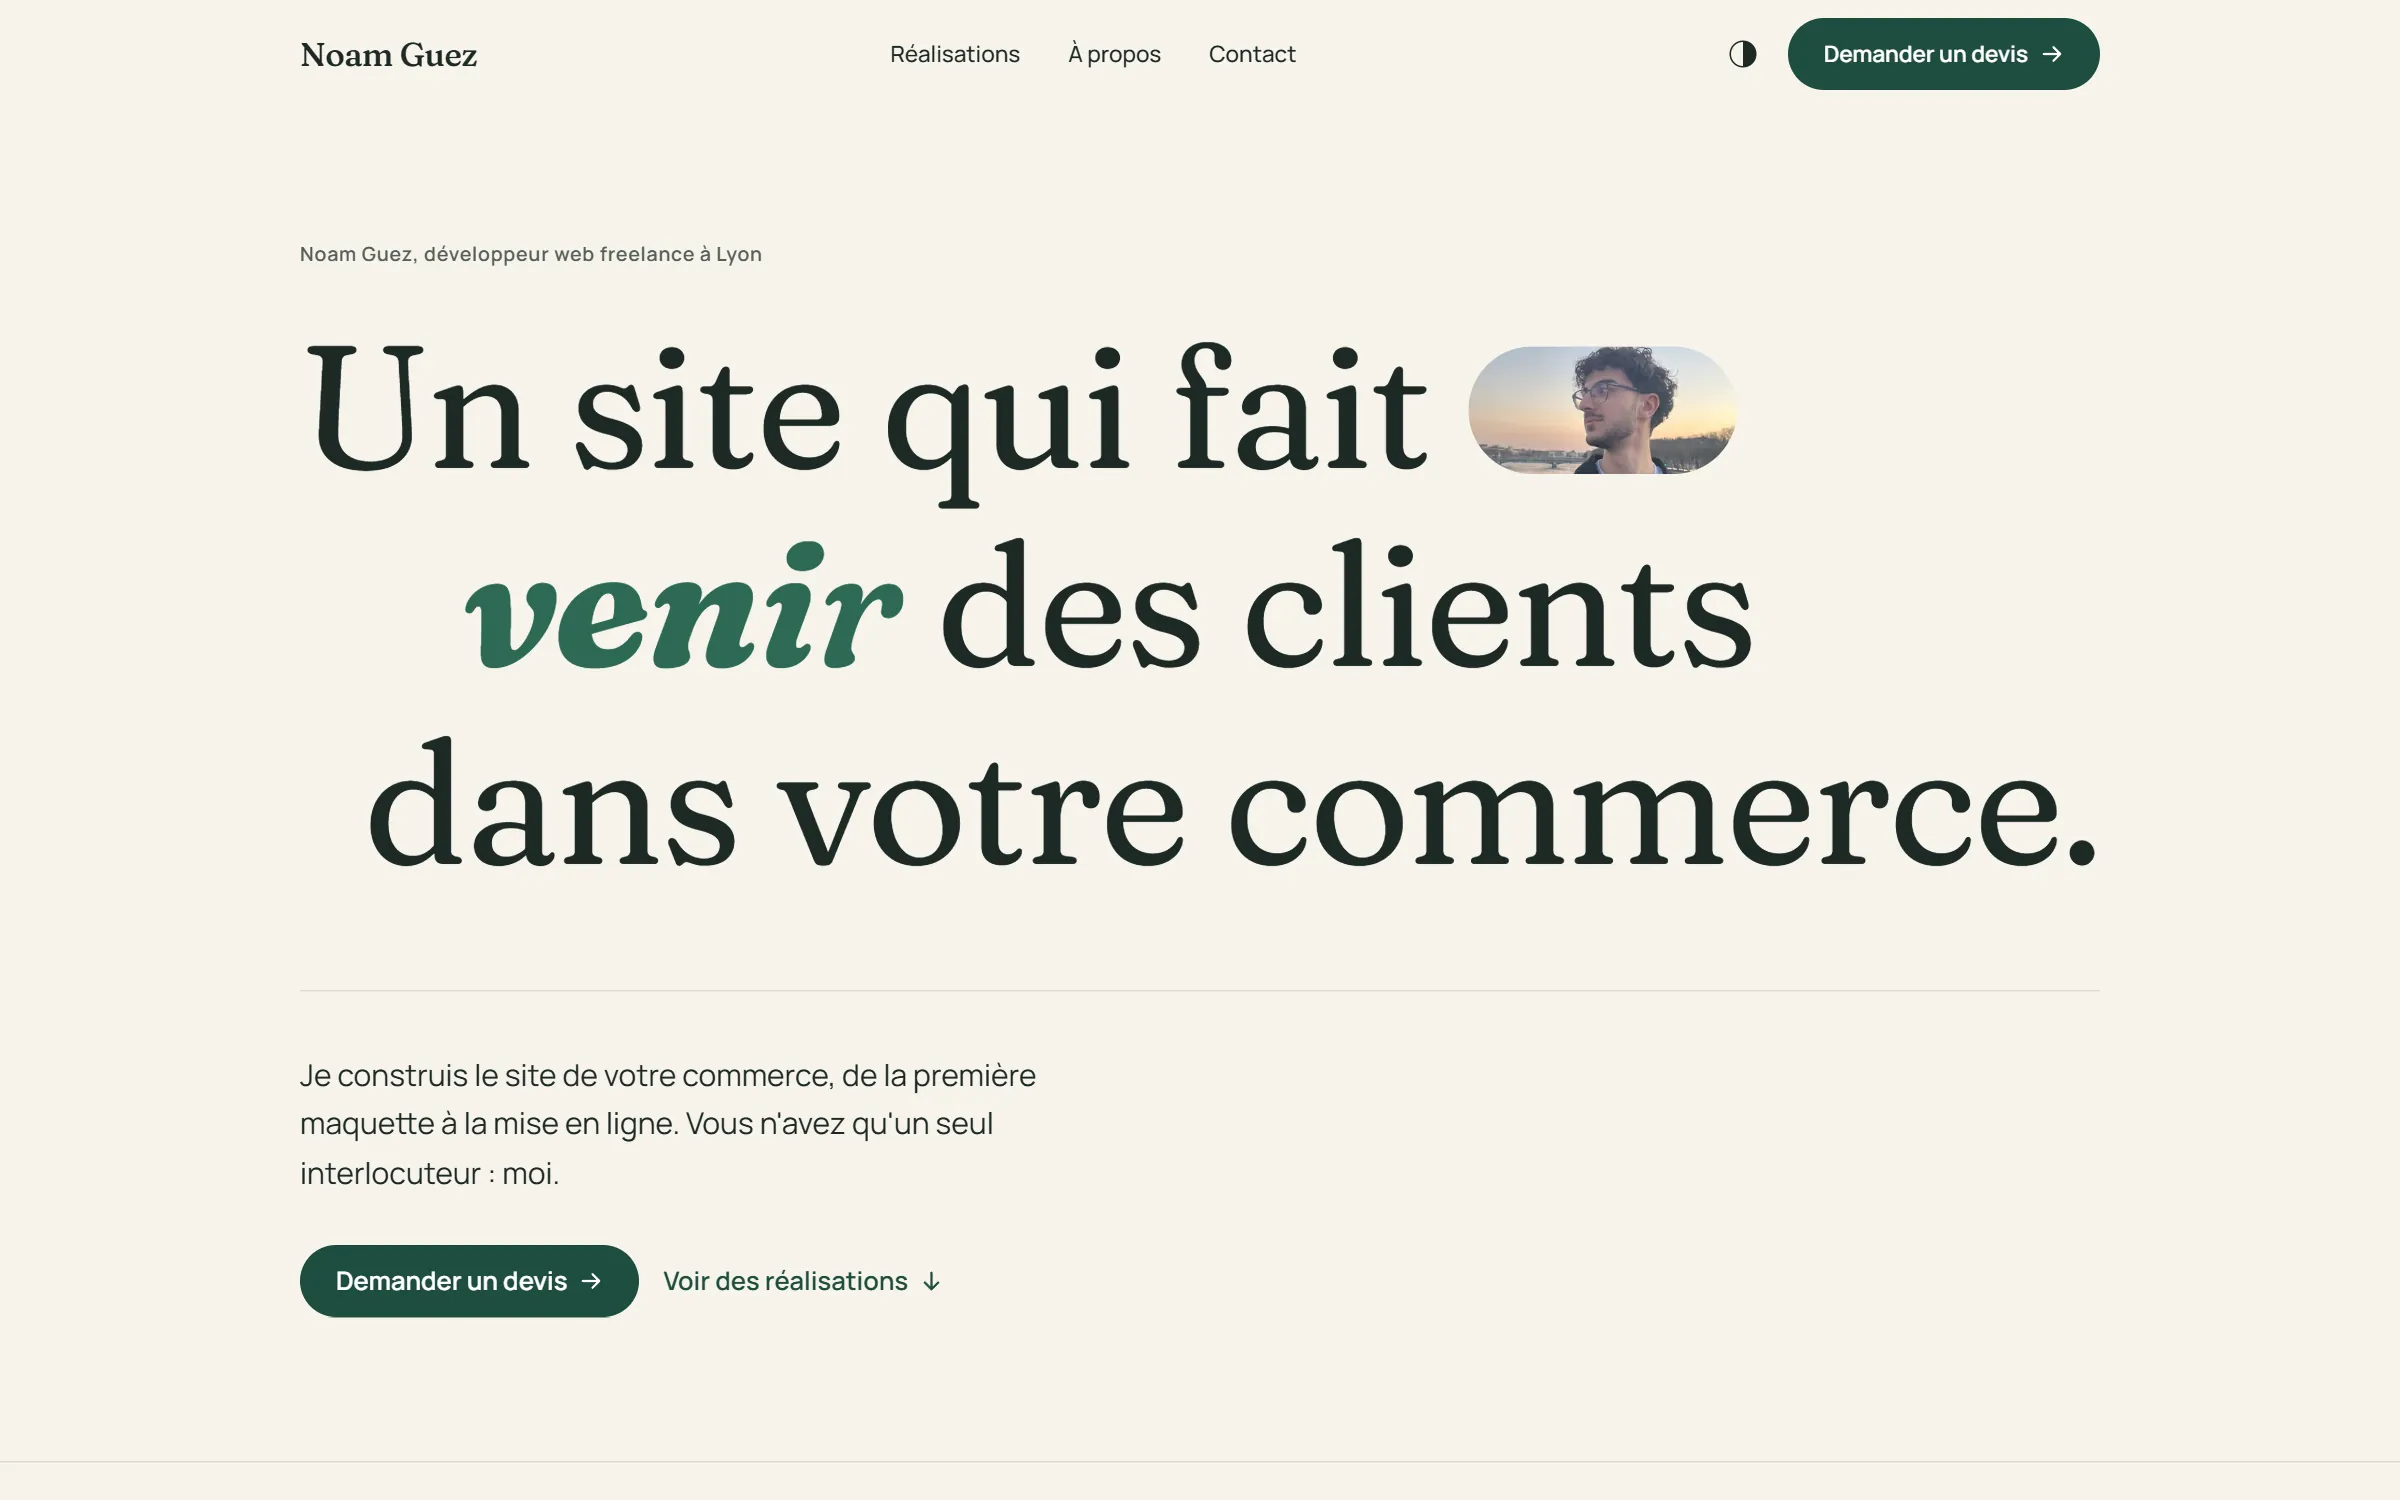 Noam Guez
Réalisations
À propos
Contact
Demander un devis →
Noam Guez, développeur web freelance à Lyon
Un site qui fait
venir des clients
dans votre commerce.
Je construis le site de votre commerce, de la première
maquette à la mise en ligne. Vous n'avez qu'un seul
interlocuteur : moi.
Demander un devis →
Voir des réalisations ↓